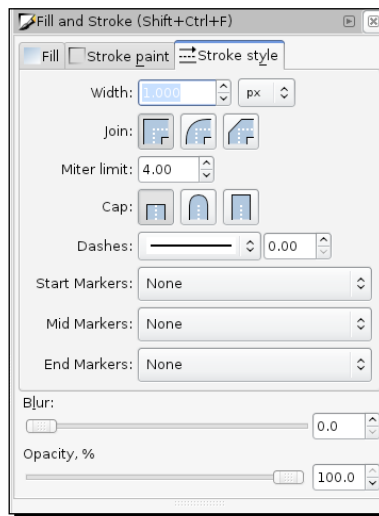 Fill and Stroke (Shift+Ctrl+F)
Fill Stroke paint Stroke style
Width: 1.000 px
Join:
Miter limit: 4.00
Cap:
Dashes: 0.00
Start Markers: None
Mid Markers: None
End Markers: None
Blur:
0.0
Opacity, %
100.0